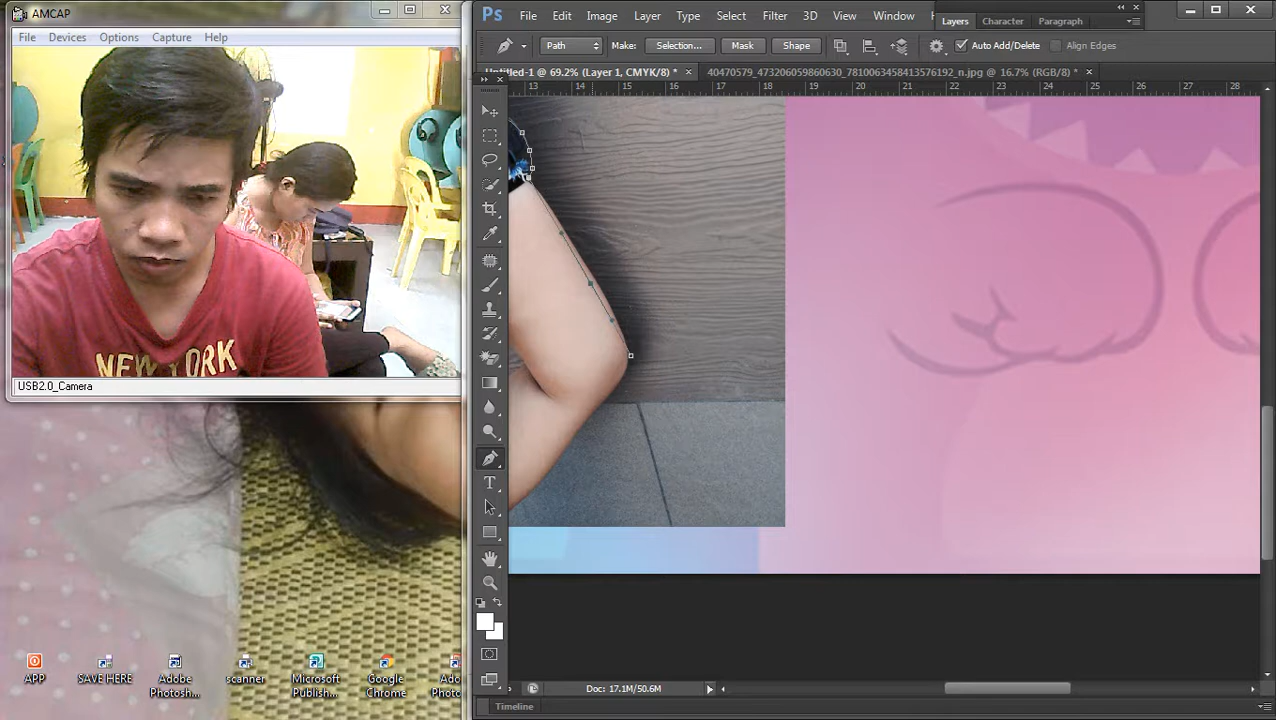 AMCAP
File Devices Options Capture Help
NEW YORK
USB2.0_Camera
APP
SAVE HERE
Adobe Photosh...
scanner
Microsoft Publish...
Google Chrome
Ps File Edit Image Layer Type Select Filter 3D View Window
Layers Character Paragraph
Path Make: Selection... Mask Shape Auto Add/Delete Align Edges
Untitled-1 @ 69.2% (Layer 1, CMYK/8) * × 40470579_473206059860630_7810063458413576192_n.jpg @ 16.7% (RGB/8) * ×
13 14 15 16 17 18 19 20 21 22 23 24 25 26 27 28
T
Doc: 17.1M/50.6M
Timeline